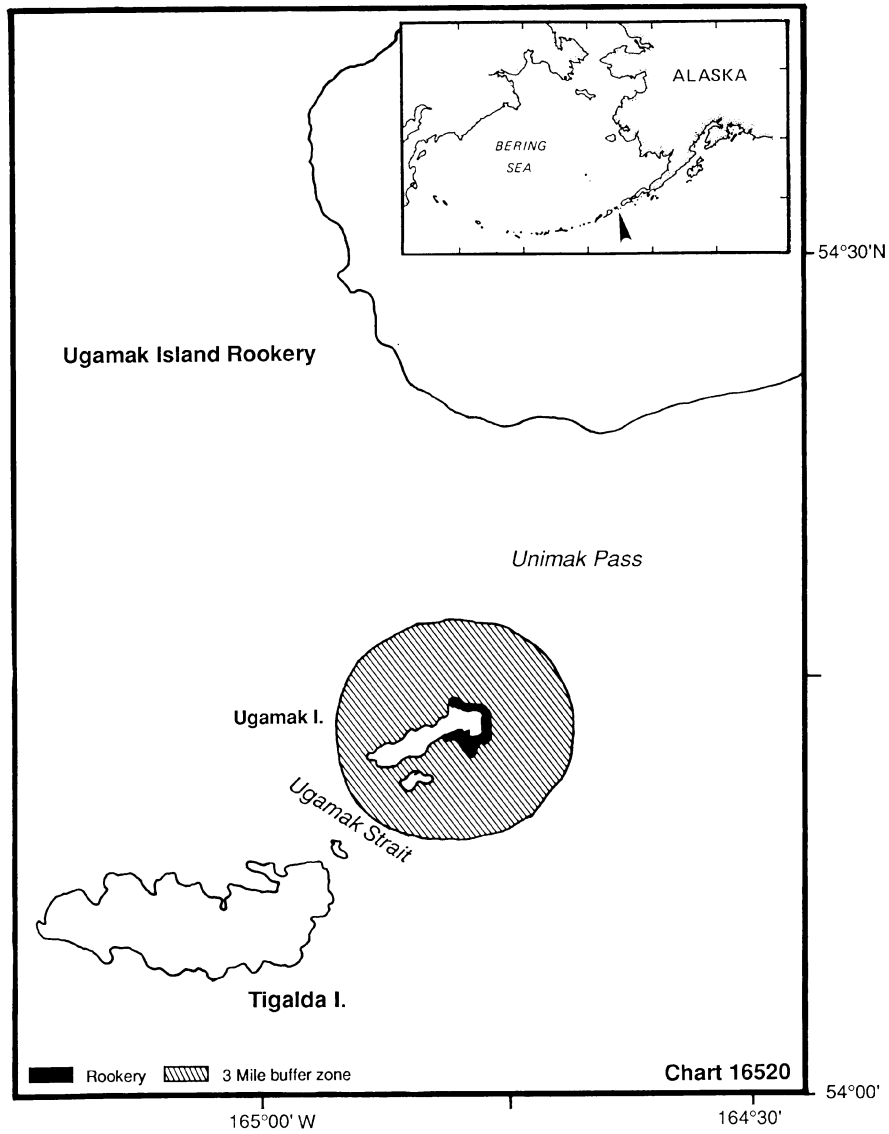 ALASKA
BERING
SEA
54°30'N
Ugamak Island Rookery
Unimak Pass
Ugamak I.
Ugamak Strait
Tigalda I.
Rookery
3 Mile buffer zone
Chart 16520
54°00'
165°00' W
164°30'